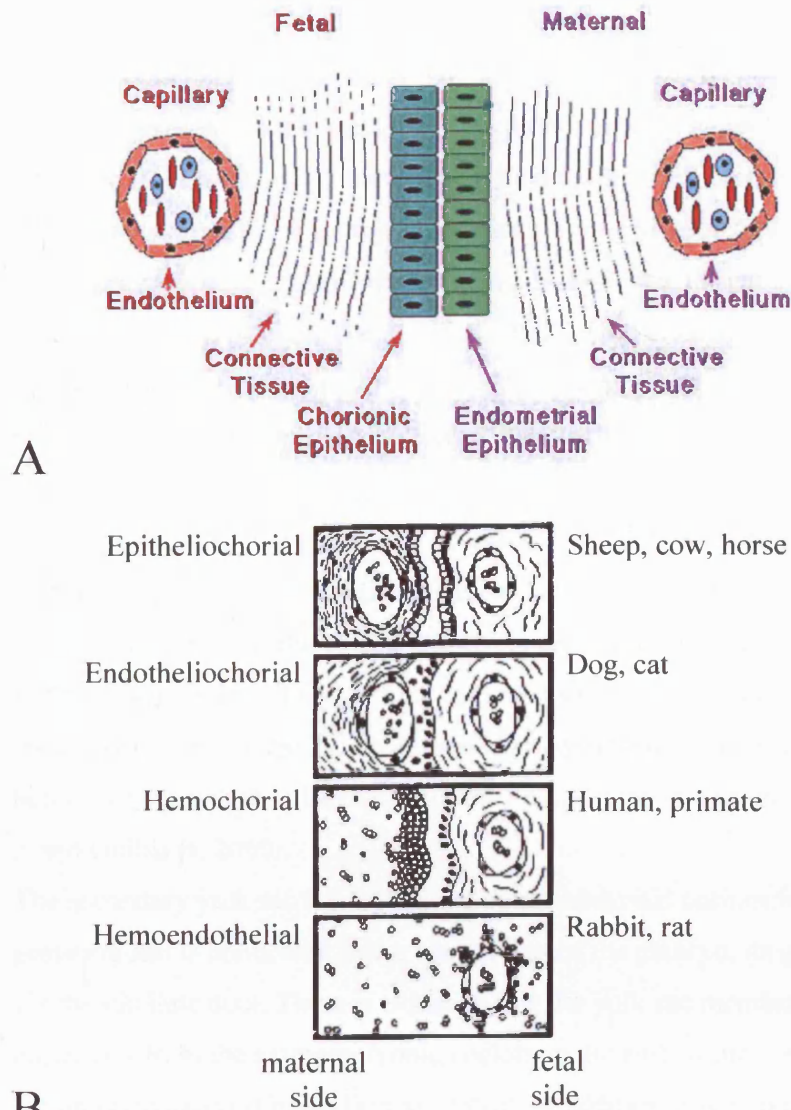 Fetal Maternal
Capillary Capillary
Endothelium Endothelium
Connective Tissue
Connective Tissue
Chorionic Epithelium
Endometrial Epithelium
A
Epitheliochorial Sheep, cow, horse
Endotheliochorial Dog, cat
Hemochorial Human, primate
Hemoendothelial Rabbit, rat
maternal side
fetal side
B